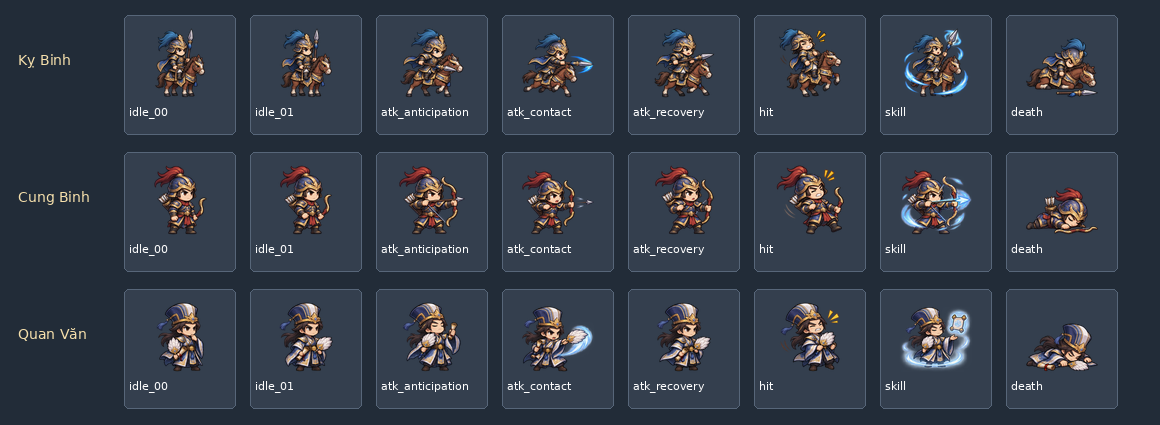 Kỵ Binh
idle_00 idle_01 atk_anticipation atk_contact atk_recovery hit skill death
Cung Binh
idle_00 idle_01 atk_anticipation atk_contact atk_recovery hit skill death
Quan Văn
idle_00 idle_01 atk_anticipation atk_contact atk_recovery hit skill death